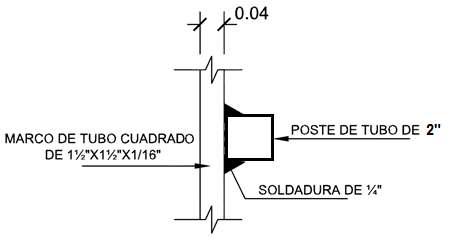 0.04
MARCO DE TUBO CUADRADO
DE 1½"X1½"X1/16"
POSTE DE TUBO DE 2"
SOLDADURA DE ¼"